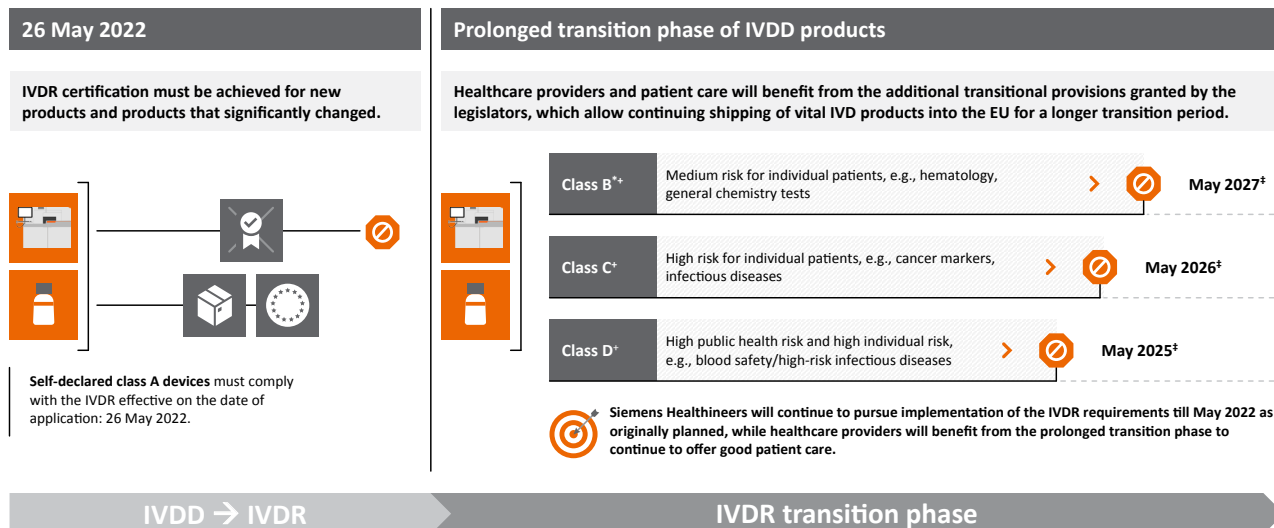 26 May 2022
IVDR certification must be achieved for new
products and products that significantly changed.
Self-declared class A devices must comply
with the IVDR effective on the date of
application: 26 May 2022.
Prolonged transition phase of IVDD products
Healthcare providers and patient care will benefit from the additional transitional provisions granted by the
legislators, which allow continuing shipping of vital IVD products into the EU for a longer transition period.
Class B*+
Medium risk for individual patients, e.g., hematology,
general chemistry tests
May 2027‡
Class C+
High risk for individual patients, e.g., cancer markers,
infectious diseases
May 2026‡
Class D+
High public health risk and high individual risk,
e.g., blood safety/high-risk infectious diseases
May 2025‡
Siemens Healthineers will continue to pursue implementation of the IVDR requirements till May 2022 as
originally planned, while healthcare providers will benefit from the prolonged transition phase to
continue to offer good patient care.
IVDD → IVDR
IVDR transition phase